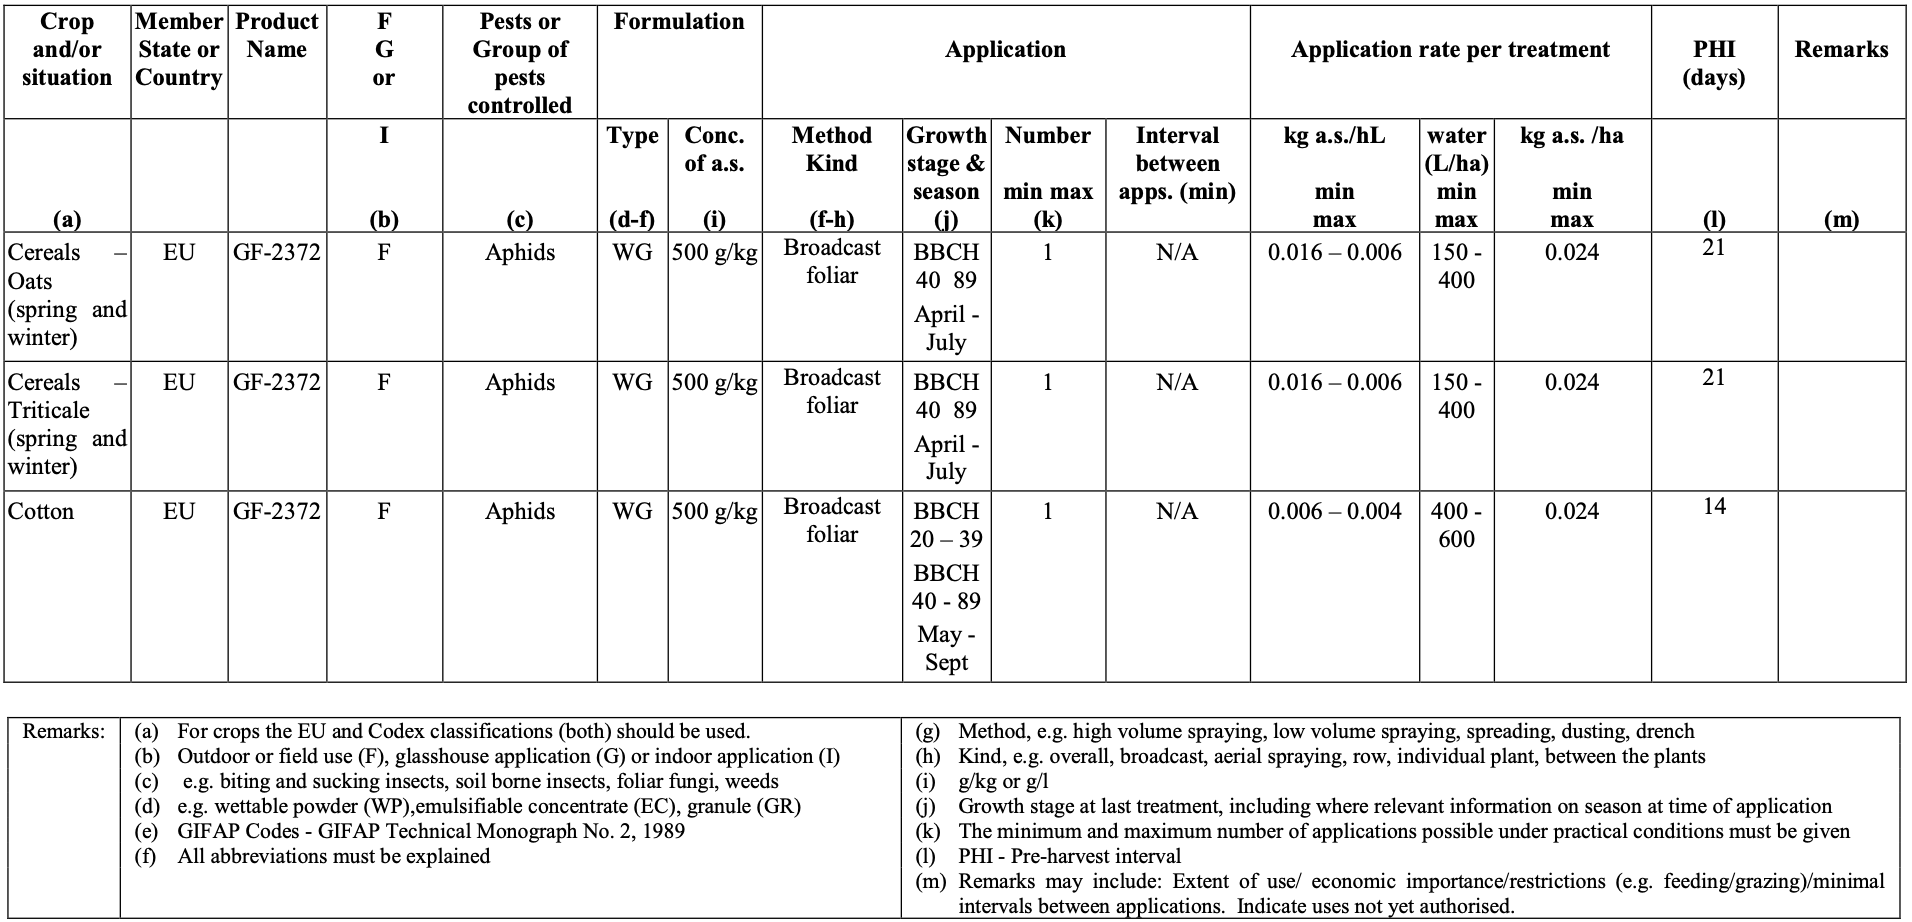 Crop and/or situation
Member State or Country
Product Name
F G or
Pests or Group of pests controlled
Formulation
Application
Application rate per treatment
PHI (days)
Remarks
(a)
I (b)
(c)
Type (d-f)
Conc. of a.s. (i)
Method Kind (f-h)
Growth stage & season (j)
Number min max (k)
Interval between apps. (min)
kg a.s./hL min max
water (L/ha) min max
kg a.s. /ha min max
(l)
(m)
Cereals – Oats (spring and winter)
EU
GF-2372
F
Aphids
WG
500 g/kg
Broadcast foliar
BBCH 40 89 April - July
1
N/A
0.016 – 0.006
150 - 400
0.024
21
Cereals – Triticale (spring and winter)
EU
GF-2372
F
Aphids
WG
500 g/kg
Broadcast foliar
BBCH 40 89 April - July
1
N/A
0.016 – 0.006
150 - 400
0.024
21
Cotton
EU
GF-2372
F
Aphids
WG
500 g/kg
Broadcast foliar
BBCH 20 – 39 BBCH 40 - 89 May - Sept
1
N/A
0.006 – 0.004
400 - 600
0.024
14
Remarks:
(a) For crops the EU and Codex classifications (both) should be used.
(b) Outdoor or field use (F), glasshouse application (G) or indoor application (I)
(c) e.g. biting and sucking insects, soil borne insects, foliar fungi, weeds
(d) e.g. wettable powder (WP),emulsifiable concentrate (EC), granule (GR)
(e) GIFAP Codes - GIFAP Technical Monograph No. 2, 1989
(f) All abbreviations must be explained
(g) Method, e.g. high volume spraying, low volume spraying, spreading, dusting, drench
(h) Kind, e.g. overall, broadcast, aerial spraying, row, individual plant, between the plants
(i) g/kg or g/l
(j) Growth stage at last treatment, including where relevant information on season at time of application
(k) The minimum and maximum number of applications possible under practical conditions must be given
(l) PHI - Pre-harvest interval
(m) Remarks may include: Extent of use/ economic importance/restrictions (e.g. feeding/grazing)/minimal
intervals between applications. Indicate uses not yet authorised.